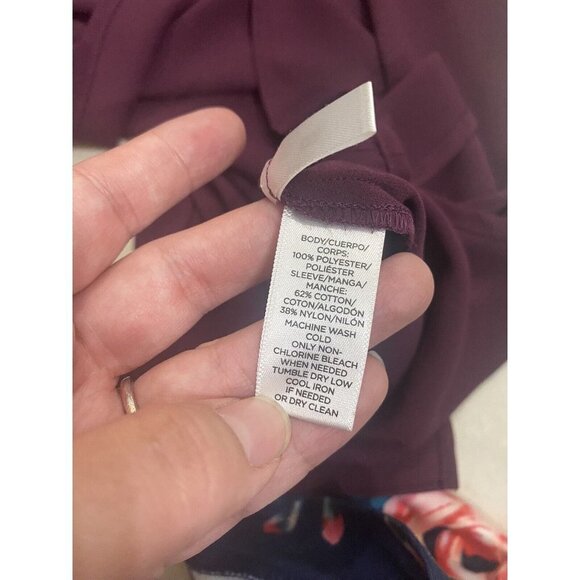 BODY/CUERPO/
CORPS:
100% POLYESTER/
POLIÉSTER
SLEEVE/MANGA/
MANCHE:
62% COTTON/
COTON/ALGODÓN
38% NYLON/NILÓN
MACHINE WASH
COLD
ONLY NON-
CHLORINE BLEACH
WHEN NEEDED
TUMBLE DRY LOW
COOL IRON
IF NEEDED
OR DRY CLEAN